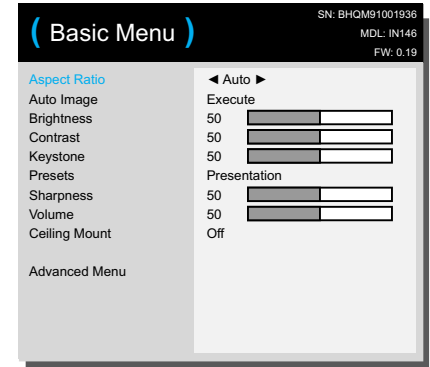 SN: BHQM91001936
( Basic Menu )
MDL: IN146
FW: 0.19
Aspect Ratio ◄ Auto ►
Auto Image Execute
Brightness 50
Contrast 50
Keystone 50
Presets Presentation
Sharpness 50
Volume 50
Ceiling Mount Off
Advanced Menu